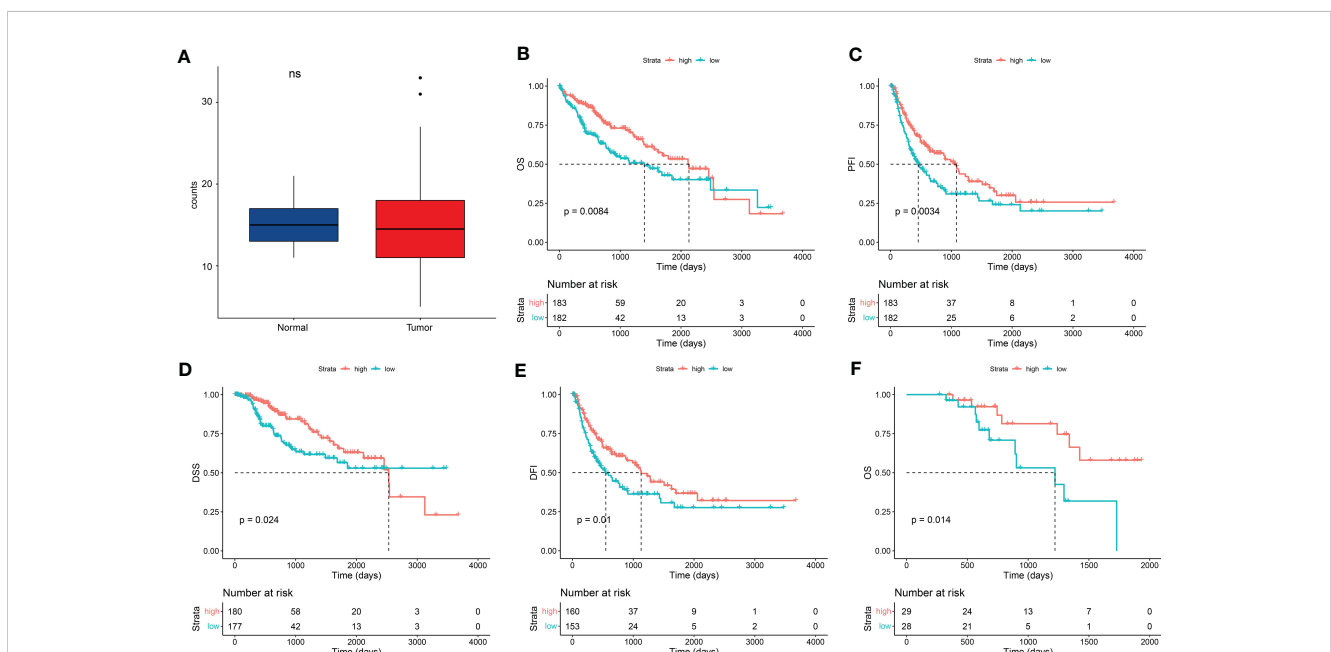 A
ns
30
20
10
counts
Normal
Tumor
B
Strata high low
1.00
0.75
0.50
0.25
0.00
OS
p = 0.0084
0 1000 2000 3000 4000
Time (days)
Number at risk
Strata
high 183 59 20 3 0
low 182 42 13 3 0
0 1000 2000 3000 4000
Time (days)
C
Strata high low
1.00
0.75
0.50
0.25
0.00
PFI
p = 0.0034
0 1000 2000 3000 4000
Time (days)
Number at risk
Strata
high 183 37 8 1 0
low 182 25 6 2 0
0 1000 2000 3000 4000
Time (days)
D
Strata high low
1.00
0.75
0.50
0.25
0.00
DSS
p = 0.024
0 1000 2000 3000 4000
Time (days)
Number at risk
Strata
high 180 58 20 3 0
low 177 42 13 3 0
0 1000 2000 3000 4000
Time (days)
E
Strata high low
1.00
0.75
0.50
0.25
0.00
DFI
p = 0.01
0 1000 2000 3000 4000
Time (days)
Number at risk
Strata
high 160 37 9 1 0
low 153 24 5 2 0
0 1000 2000 3000 4000
Time (days)
F
Strata high low
1.00
0.75
0.50
0.25
0.00
OS
p = 0.014
0 500 1000 1500 2000
Time (days)
Number at risk
Strata
high 29 24 13 7 0
low 28 21 5 1 0
0 500 1000 1500 2000
Time (days)